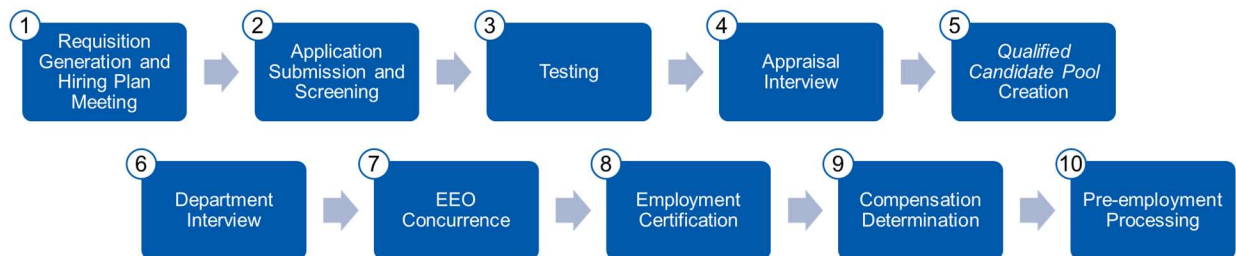 1
Requisition
Generation and
Hiring Plan
Meeting
2
Application
Submission and
Screening
3
Testing
4
Appraisal
Interview
5
Qualified
Candidate Pool
Creation
6
Department
Interview
7
EEO
Concurrence
8
Employment
Certification
9
Compensation
Determination
10
Pre-employment
Processing